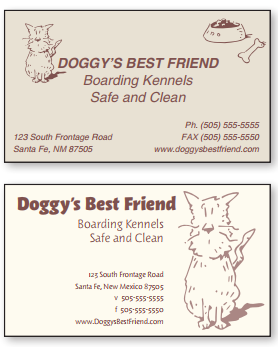 DOGGY'S BEST FRIEND
Boarding Kennels
Safe and Clean
Ph. (505) 555-5555
123 South Frontage Road FAX (505) 555-5550
Santa Fe, NM 87505 www.doggysbestfriend.com
Doggy's Best Friend
Boarding Kennels
Safe and Clean
123 South Frontage Road
Santa Fe, New Mexico 87505
v 505-555-5555
f 505-555-5550
www.DoggysBestFriend.com